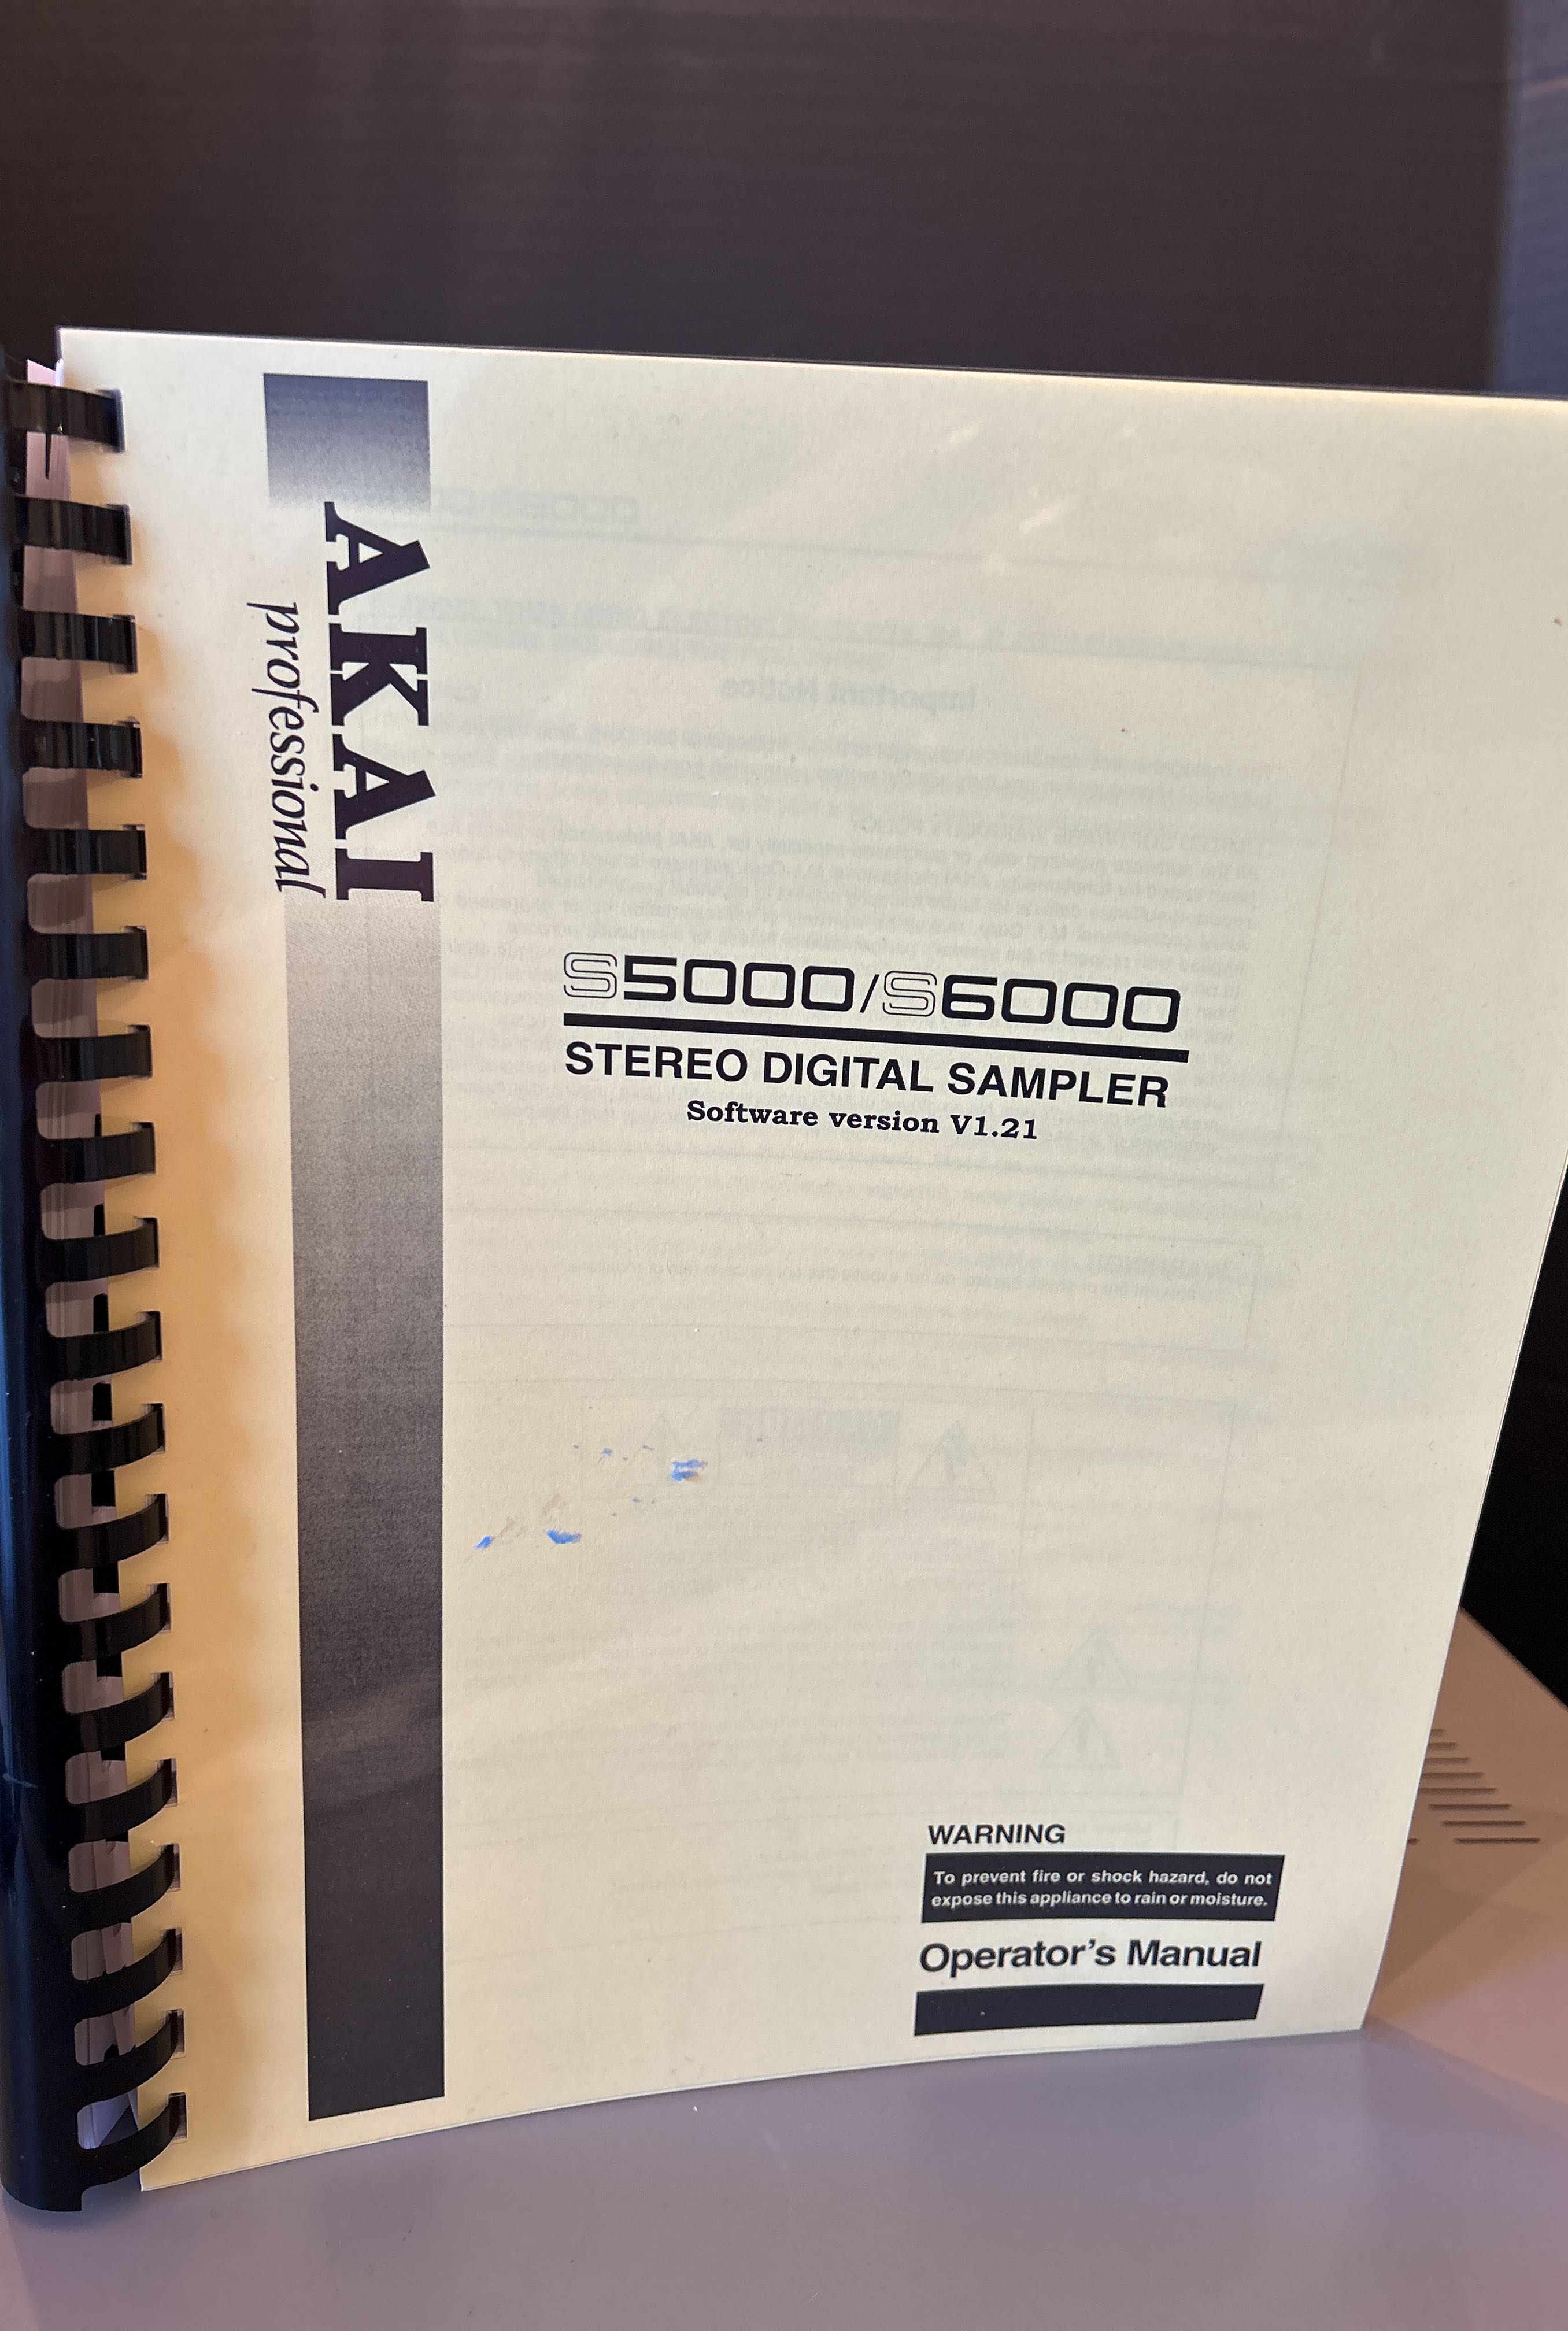 AKAI
professional
S5000/S6000
STEREO DIGITAL SAMPLER
Software version V1.21
WARNING
To prevent fire or shock hazard, do not
expose this appliance to rain or moisture.
Operator's Manual